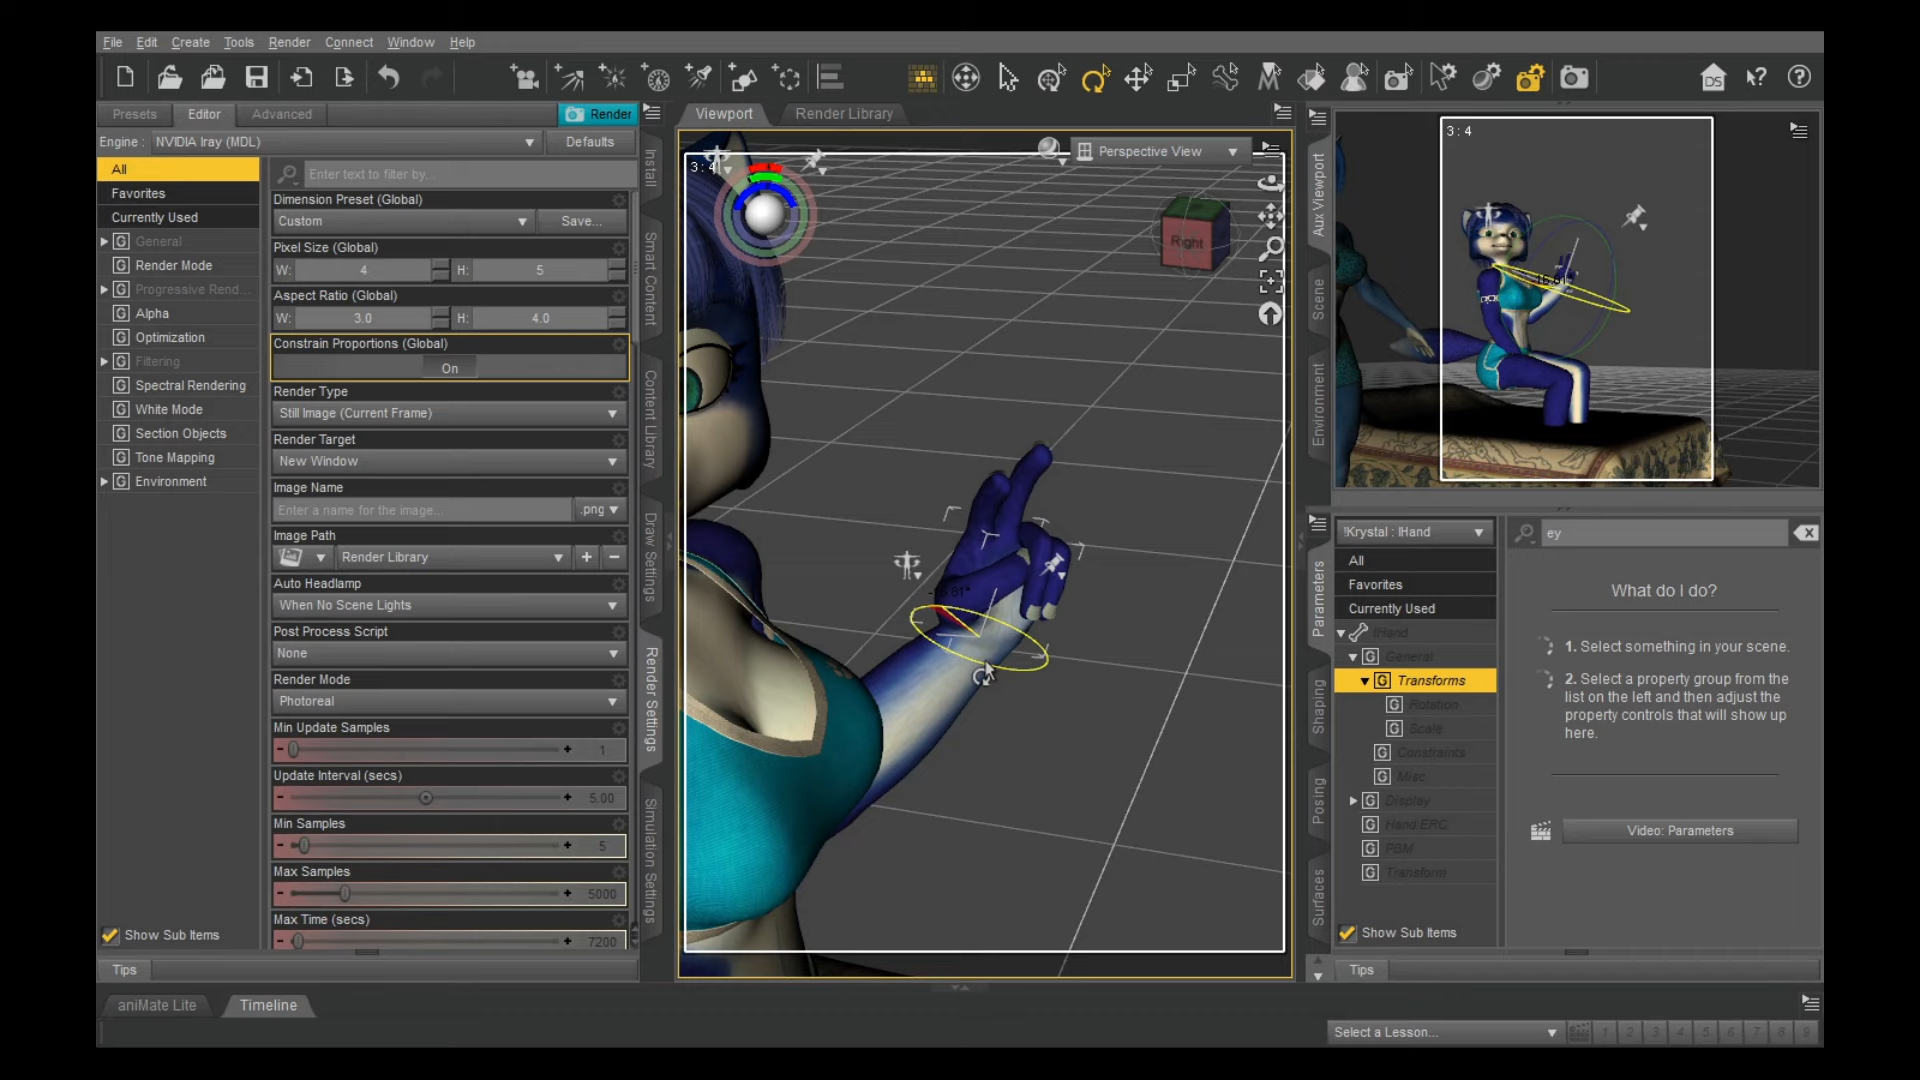 File Edit Create Tools Render Connect Window Help
Presets Editor Advanced Render
Engine : NVIDIA Iray (MDL) Defaults
All
Favorites
Currently Used
General
Render Mode
Progressive Rend...
Alpha
Optimization
Filtering
Spectral Rendering
White Mode
Section Objects
Tone Mapping
Environment
Show Sub Items
Tips
Enter text to filter by...
Dimension Preset (Global)
Custom Save...
Pixel Size (Global)
W: 4 H: 5
Aspect Ratio (Global)
W: 3.0 H: 4.0
Constrain Proportions (Global)
On
Render Type
Still Image (Current Frame)
Render Target
New Window
Image Name
Enter a name for the image... .png
Image Path
Render Library
Auto Headlamp
When No Scene Lights
Post Process Script
None
Render Mode
Photoreal
Min Update Samples
1
Update Interval (secs)
5.00
Min Samples
5
Max Samples
5000
Max Time (secs)
7200
Install
Smart Content
Content Library
Draw Settings
Render Settings
Simulation Settings
Viewport Render Library
3 : 4
Perspective View
Right
Aux Viewport
Scene
Environment
3 : 4
Parameters
Shaping
Posing
Surfaces
!Krystal : lHand
ey
All
Favorites
Currently Used
lHand
General
Transforms
Rotation
Scale
Constraints
Misc
Display
Hand ERC
PBM
Transform
Show Sub Items
Tips
What do I do?
1. Select something in your scene.
2. Select a property group from the
list on the left and then adjust the
property controls that will show up
here.
Video: Parameters
aniMate Lite Timeline
Select a Lesson... 1 2 3 4 5 6 7 8 9
DS